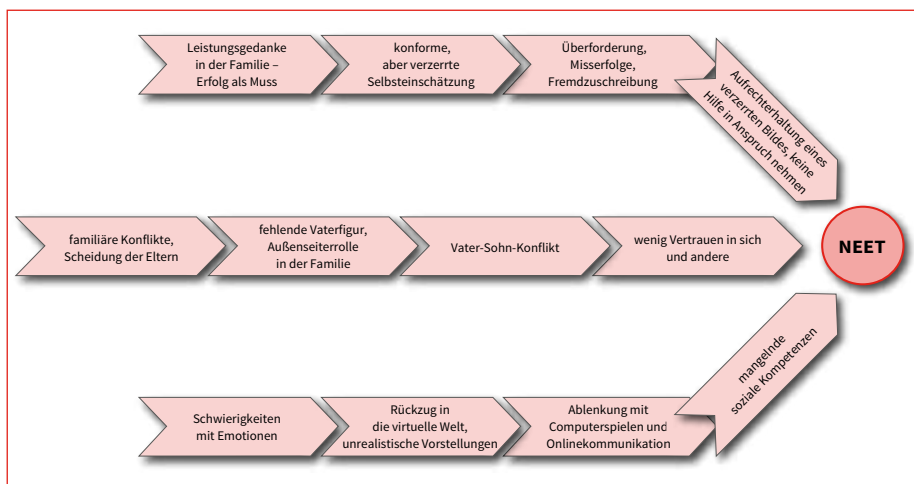 Leistungsgedanke
in der Familie –
Erfolg als Muss
konforme,
aber verzerrte
Selbsteinschätzung
Überforderung,
Misserfolge,
Fremdzuschreibung
Aufrechterhaltung eines
verzerrten Bildes, keine
Hilfe in Anspruch nehmen
familiäre Konflikte,
Scheidung der Eltern
fehlende Vaterfigur,
Außenseiterrolle
in der Familie
Vater-Sohn-Konflikt
wenig Vertrauen in sich
und andere
NEET
Schwierigkeiten
mit Emotionen
Rückzug in
die virtuelle Welt,
unrealistische Vorstellungen
Ablenkung mit
Computerspielen und
Onlinekommunikation
mangelnde
soziale Kompetenzen